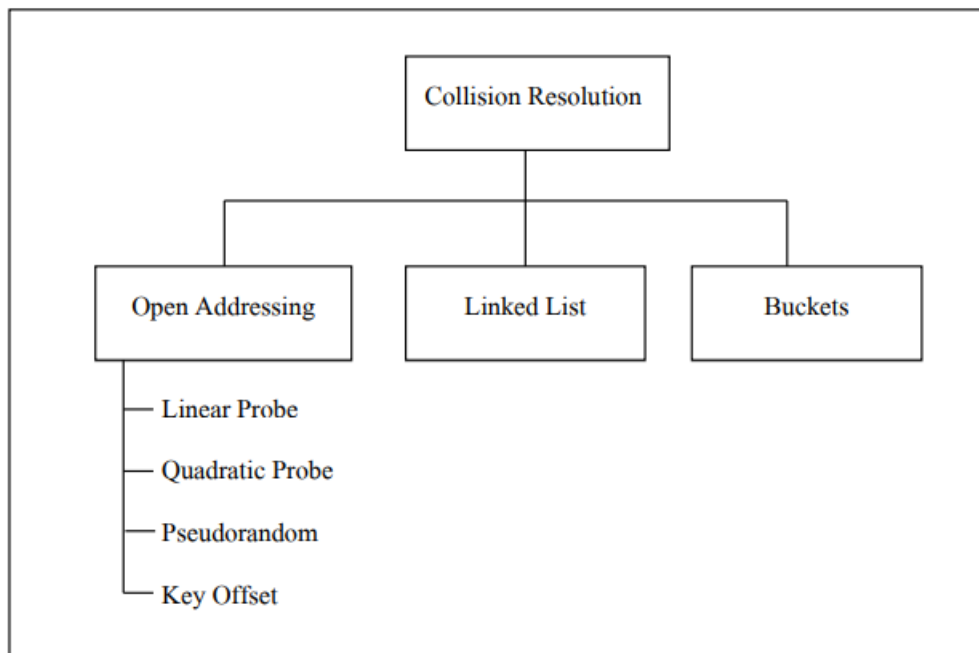 Collision Resolution
Open Addressing
Linked List
Buckets
Linear Probe
Quadratic Probe
Pseudorandom
Key Offset